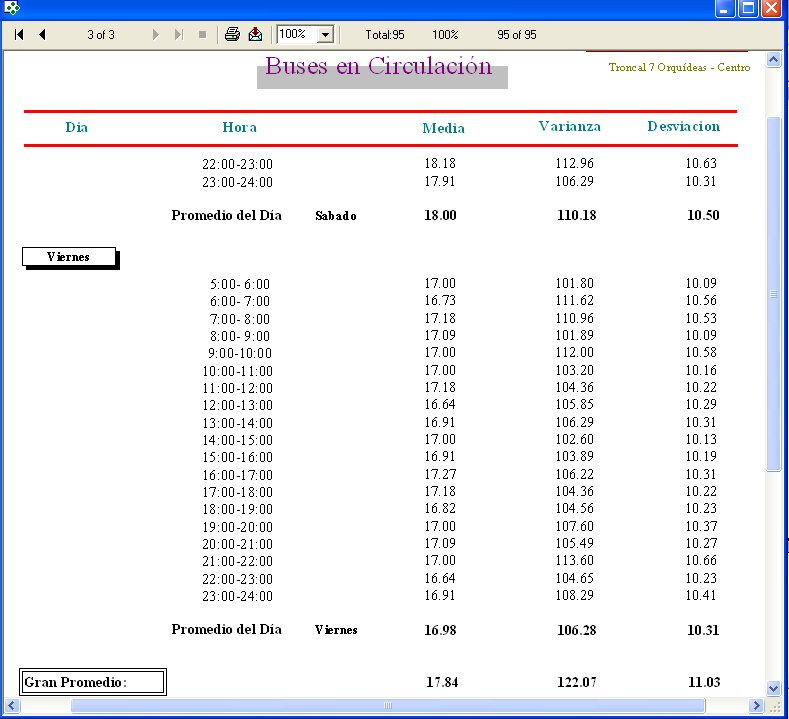 3 of 3 100% Total:95 100% 95 of 95
Buses en Circulación Troncal 7 Orquídeas - Centro
Dia Hora Media Varianza Desviacion
22:00-23:00 18.18 112.96 10.63
23:00-24:00 17.91 106.29 10.31
Promedio del Día Sabado 18.00 110.18 10.50
Viernes
5:00- 6:00 17.00 101.80 10.09
6:00- 7:00 16.73 111.62 10.56
7:00- 8:00 17.18 110.96 10.53
8:00- 9:00 17.09 101.89 10.09
9:00-10:00 17.00 112.00 10.58
10:00-11:00 17.00 103.20 10.16
11:00-12:00 17.18 104.36 10.22
12:00-13:00 16.64 105.85 10.29
13:00-14:00 16.91 106.29 10.31
14:00-15:00 17.00 102.60 10.13
15:00-16:00 16.91 103.89 10.19
16:00-17:00 17.27 106.22 10.31
17:00-18:00 17.18 104.36 10.22
18:00-19:00 16.82 104.56 10.23
19:00-20:00 17.00 107.60 10.37
20:00-21:00 17.09 105.49 10.27
21:00-22:00 17.00 113.60 10.66
22:00-23:00 16.64 104.65 10.23
23:00-24:00 16.91 108.29 10.41
Promedio del Día Viernes 16.98 106.28 10.31
Gran Promedio: 17.84 122.07 11.03